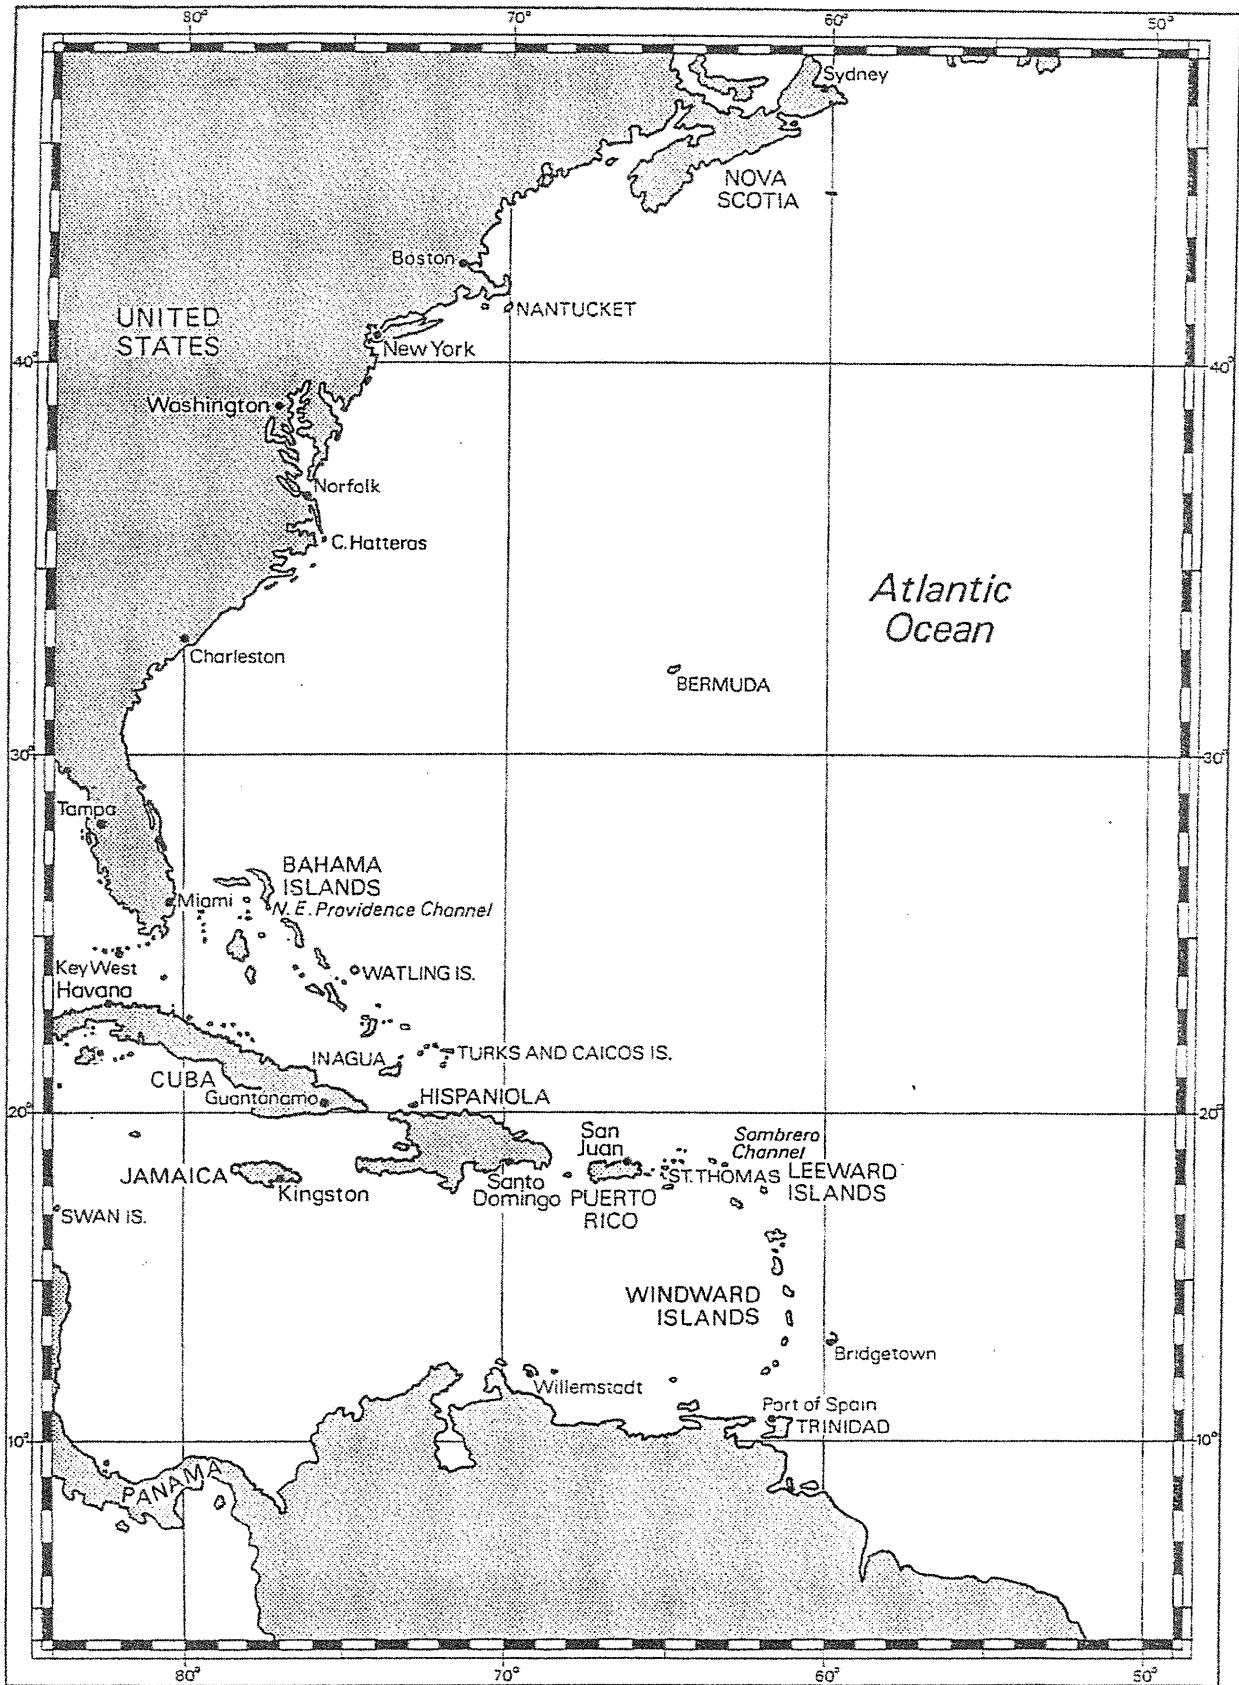 80°
70°
60°
50°
Sydney
NOVA
SCOTIA
Boston
NANTUCKET
UNITED
STATES
New York
40°
40°
Washington
Norfolk
C. Hatteras
Atlantic
Ocean
Charleston
BERMUDA
30°
30°
Tampa
BAHAMA
ISLANDS
Miami
N. E. Providence Channel
Key West
WATLING IS.
Havana
INAGUA
TURKS AND CAICOS IS.
CUBA
Guantanamo
HISPANIOLA
20°
20°
San
Juan
Sombrero
Channel
JAMAICA
Kingston
Santo
Domingo
PUERTO
RICO
ST. THOMAS
LEEWARD
ISLANDS
SWAN IS.
WINDWARD
ISLANDS
Bridgetown
Willemstadt
Port of Spain
TRINIDAD
10°
10°
PANAMA
80°
70°
60°
50°